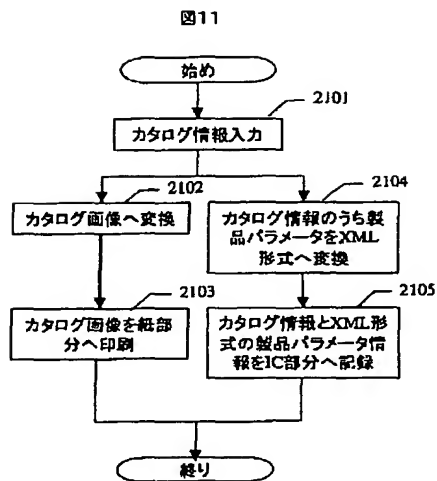 図11
始め
2101
カタログ情報入力
2102
カタログ画像へ変換
2104
カタログ情報のうち製
品パラメータをXML
形式へ変換
2103
カタログ画像を紙部
分へ印刷
2105
カタログ情報とXML形
式の製品パラメータ情
報をIC部分へ記録
終り